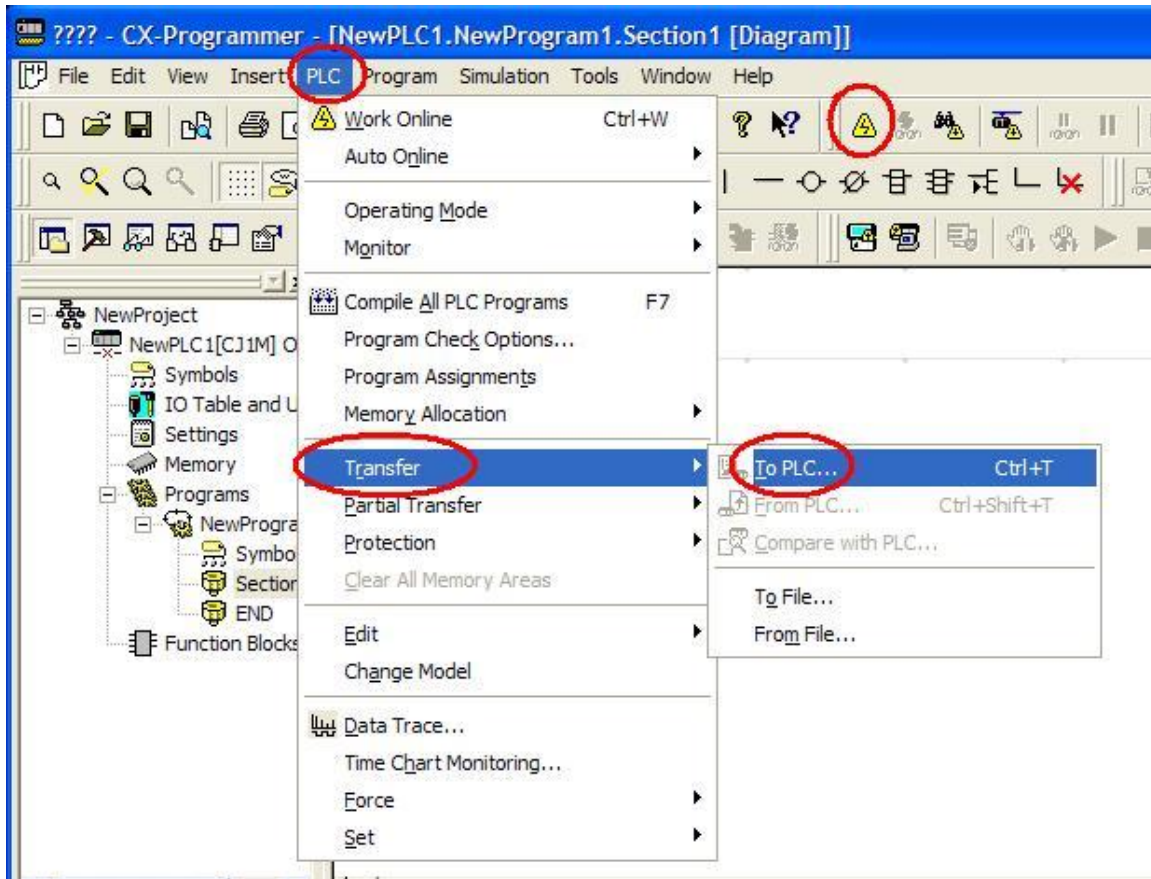 ???? - CX-Programmer - [NewPLC1.NewProgram1.Section1 [Diagram]]
File Edit View Insert PLC Program Simulation Tools Window Help
Work Online Ctrl+W
Auto Online
Operating Mode
Monitor
Compile All PLC Programs F7
Program Check Options...
Program Assignments
Memory Allocation
Transfer
Partial Transfer
Protection
Clear All Memory Areas
Edit
Change Model
Data Trace...
Time Chart Monitoring...
Force
Set
To PLC... Ctrl+T
From PLC... Ctrl+Shift+T
Compare with PLC...
To File...
From File...
NewProject
NewPLC1[CJ1M] O
Symbols
IO Table and U
Settings
Memory
Programs
NewProgra
Symbo
Section
END
Function Blocks